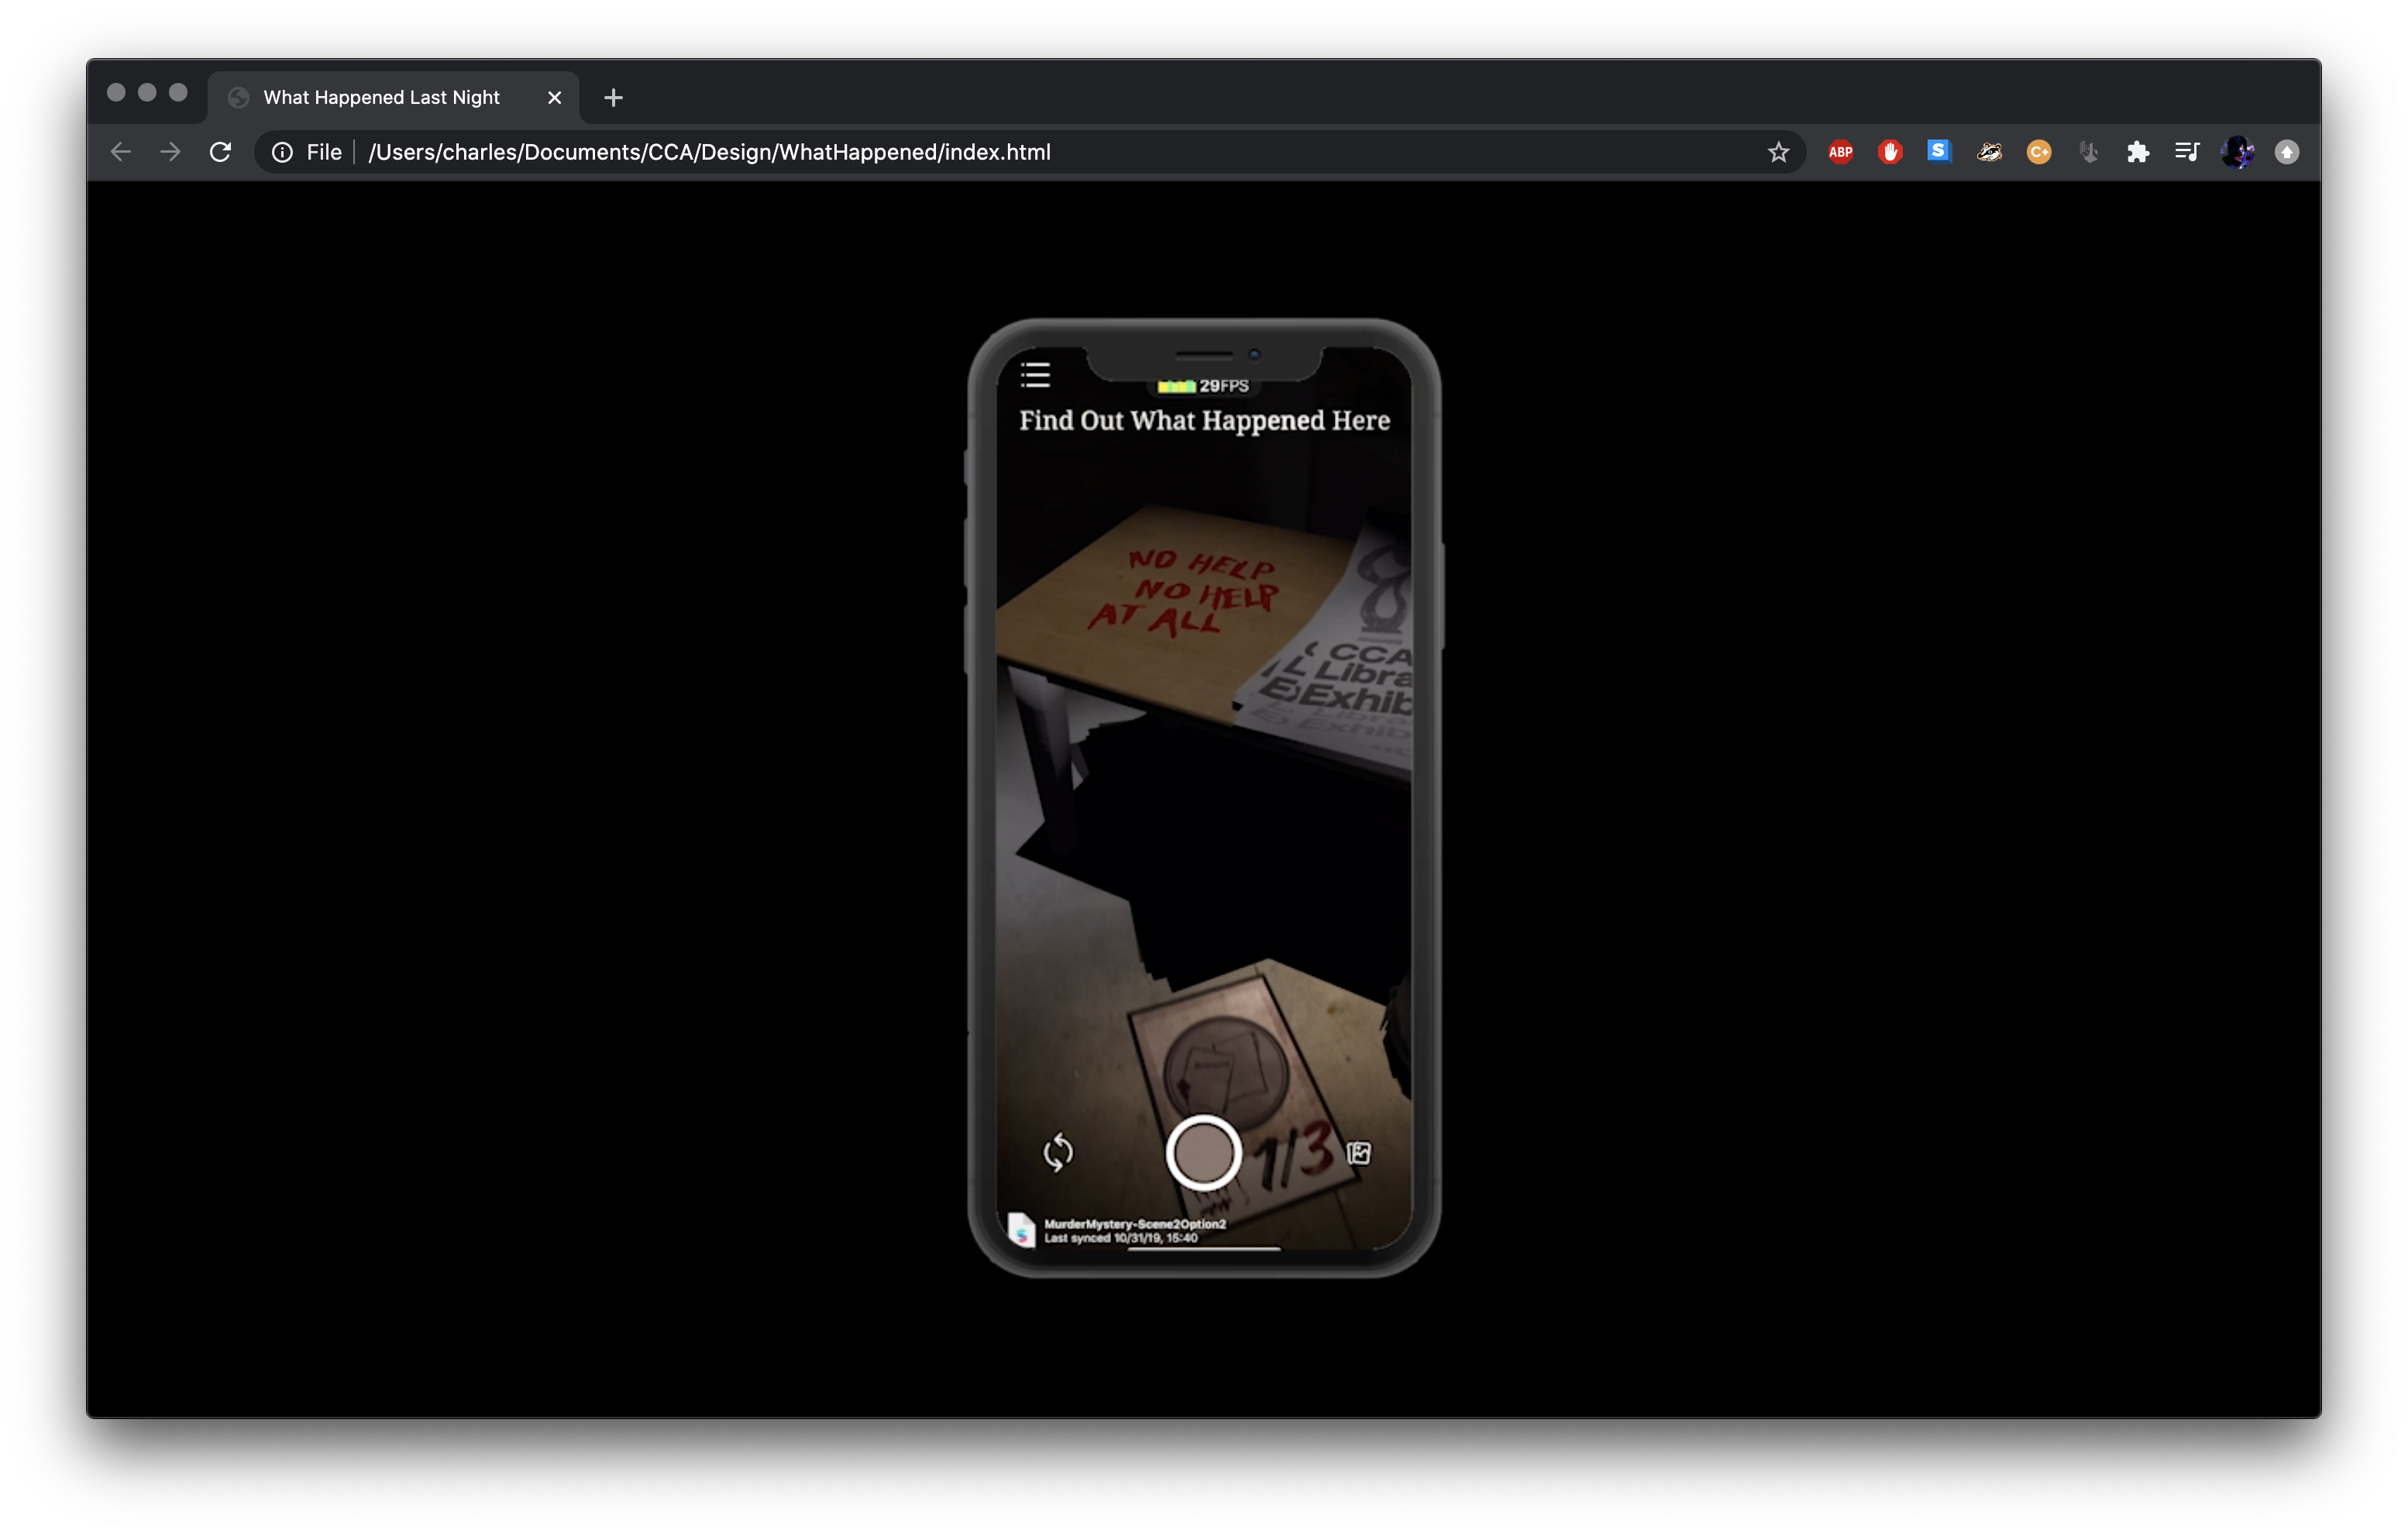 What Happened Last Night
File
/Users/charles/Documents/CCA/Design/WhatHappened/index.html
ABP
S
C+
29FPS
Find Out What Happened Here
NO HELP
NO HELP
AT ALL
CCA
Libra
Exhib
1/3
MurderMystery-Scene2Option2
Last synced 10/31/19, 15:40